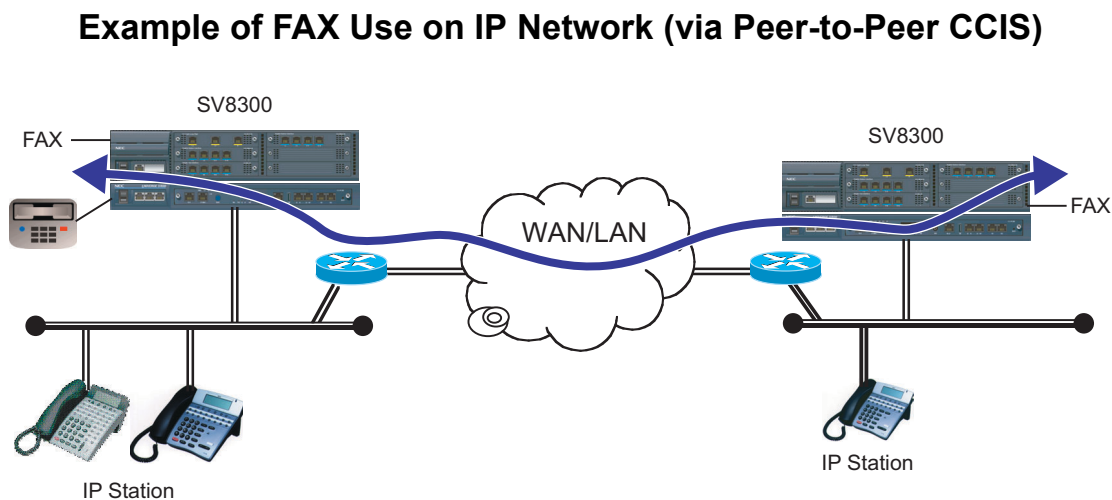 Example of FAX Use on IP Network (via Peer-to-Peer CCIS)
SV8300
FAX
SV8300
FAX
WAN/LAN
IP Station
IP Station